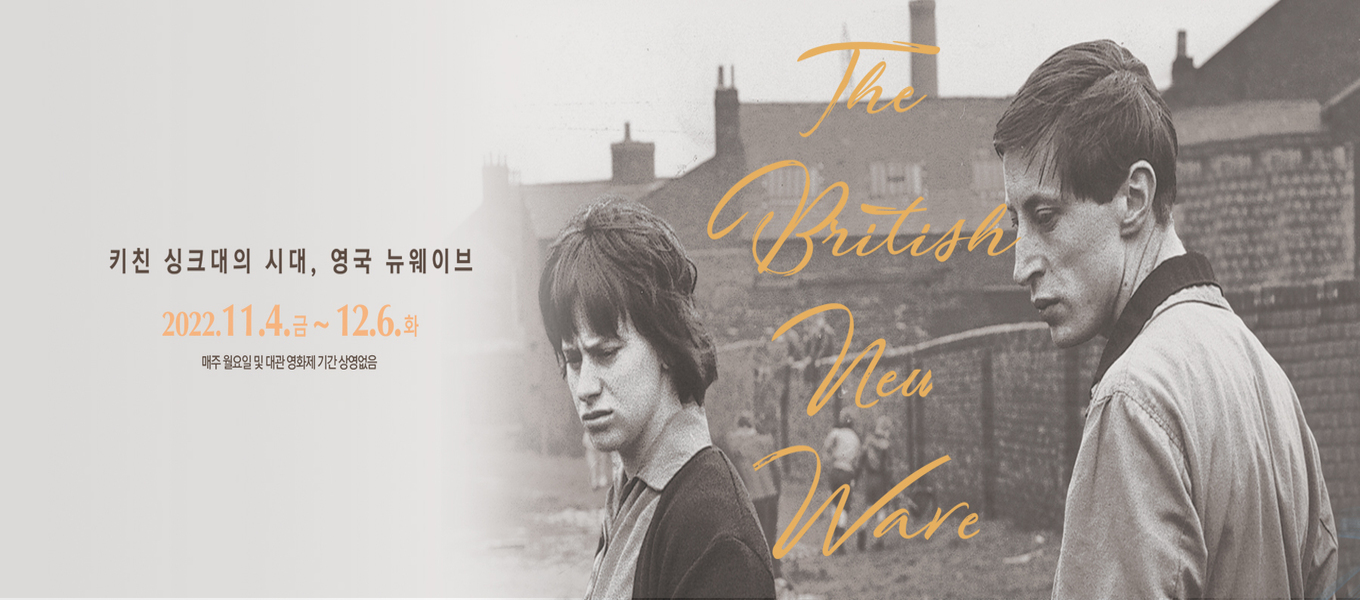 키친 싱크대의 시대, 영국 뉴웨이브
2022.11.4.금 ~ 12.6.화
매주 월요일 및 대관 영화제 기간 상영없음
The
British
New
Ware